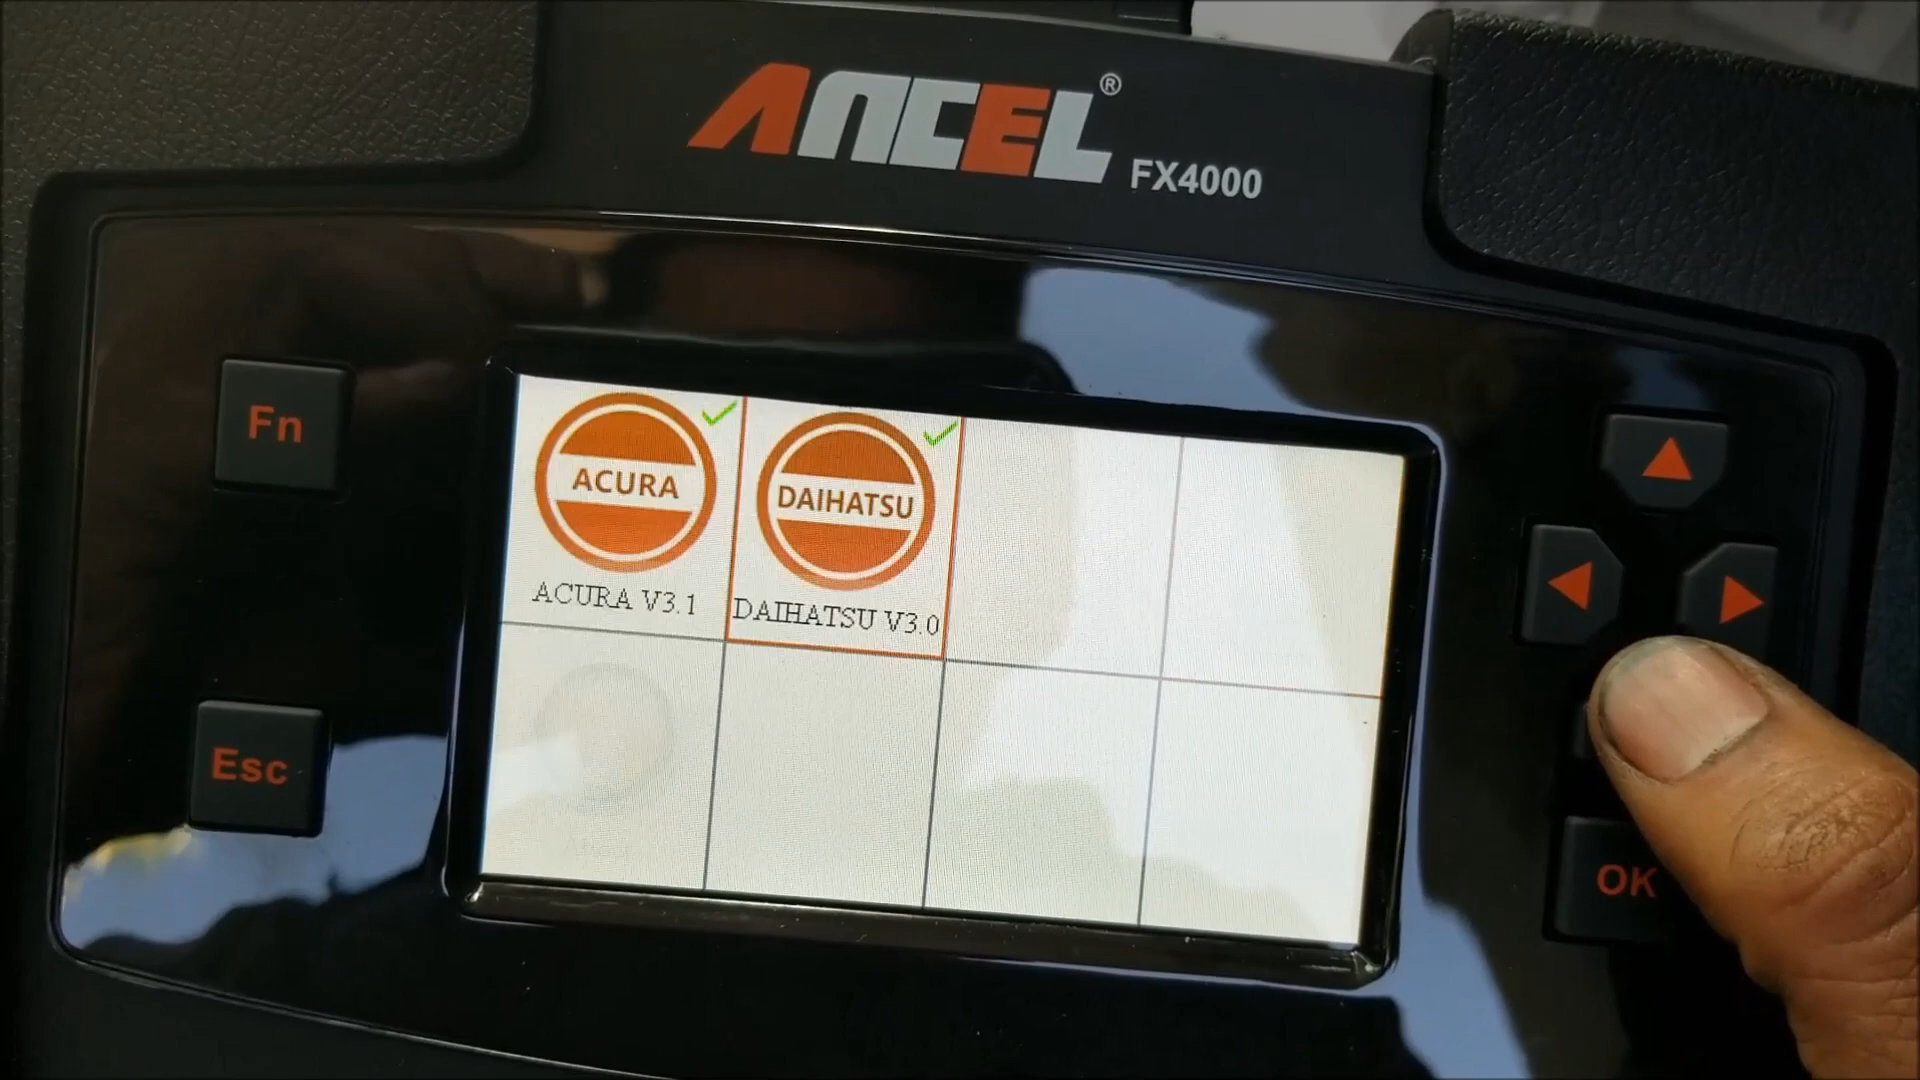 ANCEL®
FX4000
Fn
ACURA
DAIHATSU
ACURA V3.1
DAIHATSU V3.0
Esc
OK